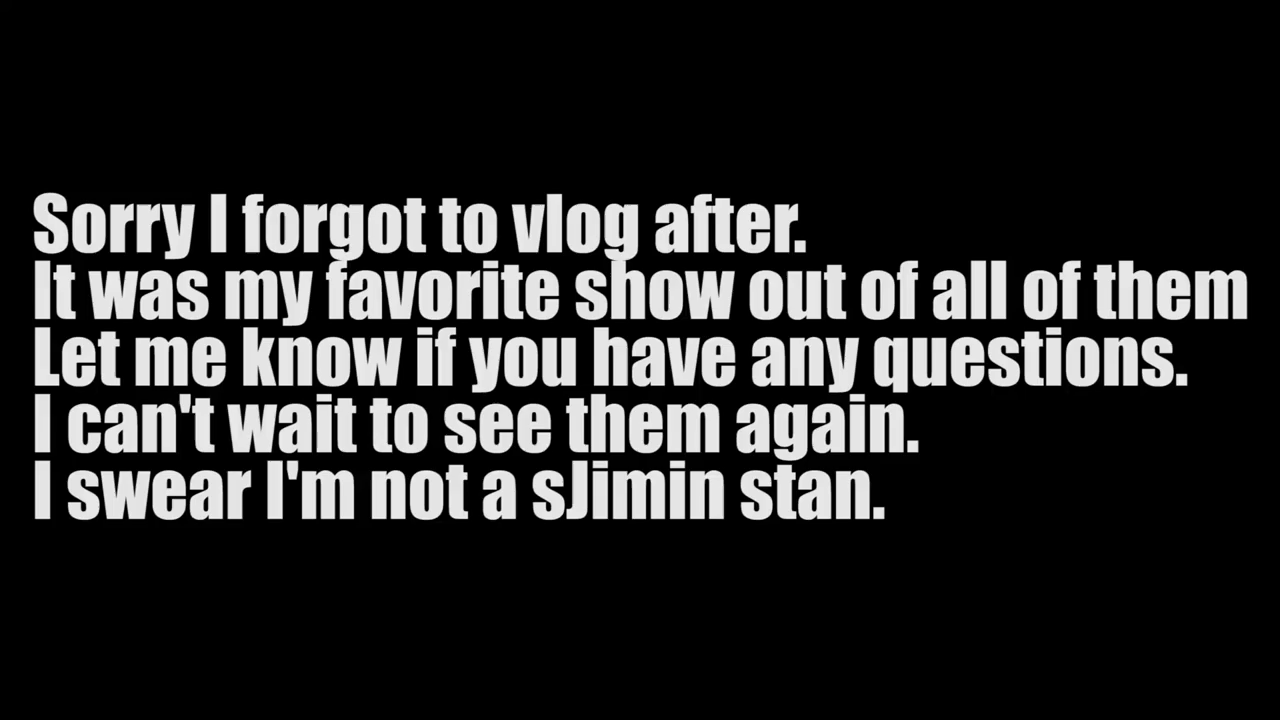 Sorry I forgot to vlog after.
It was my favorite show out of all of them
Let me know if you have any questions.
I can't wait to see them again.
I swear I'm not a sJimin stan.